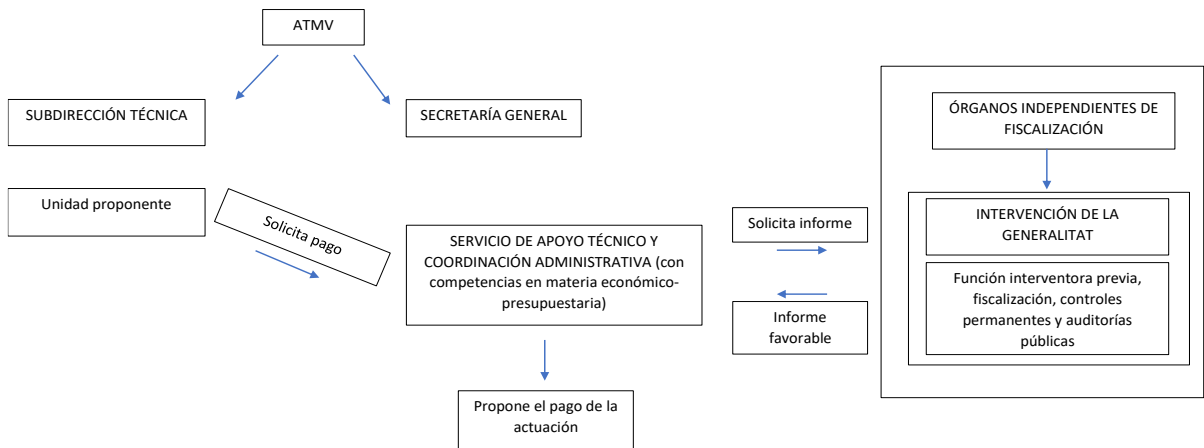 ATMV
SUBDIRECCIÓN TÉCNICA
SECRETARÍA GENERAL
ÓRGANOS INDEPENDIENTES DE
FISCALIZACIÓN
Unidad proponente
Solicita pago
SERVICIO DE APOYO TÉCNICO Y
COORDINACIÓN ADMINISTRATIVA (con
competencias en materia económico-
presupuestaria)
Solicita informe
Informe
favorable
INTERVENCIÓN DE LA
GENERALITAT
Función interventora previa,
fiscalización, controles
permanentes y auditorías
públicas
Propone el pago de la
actuación